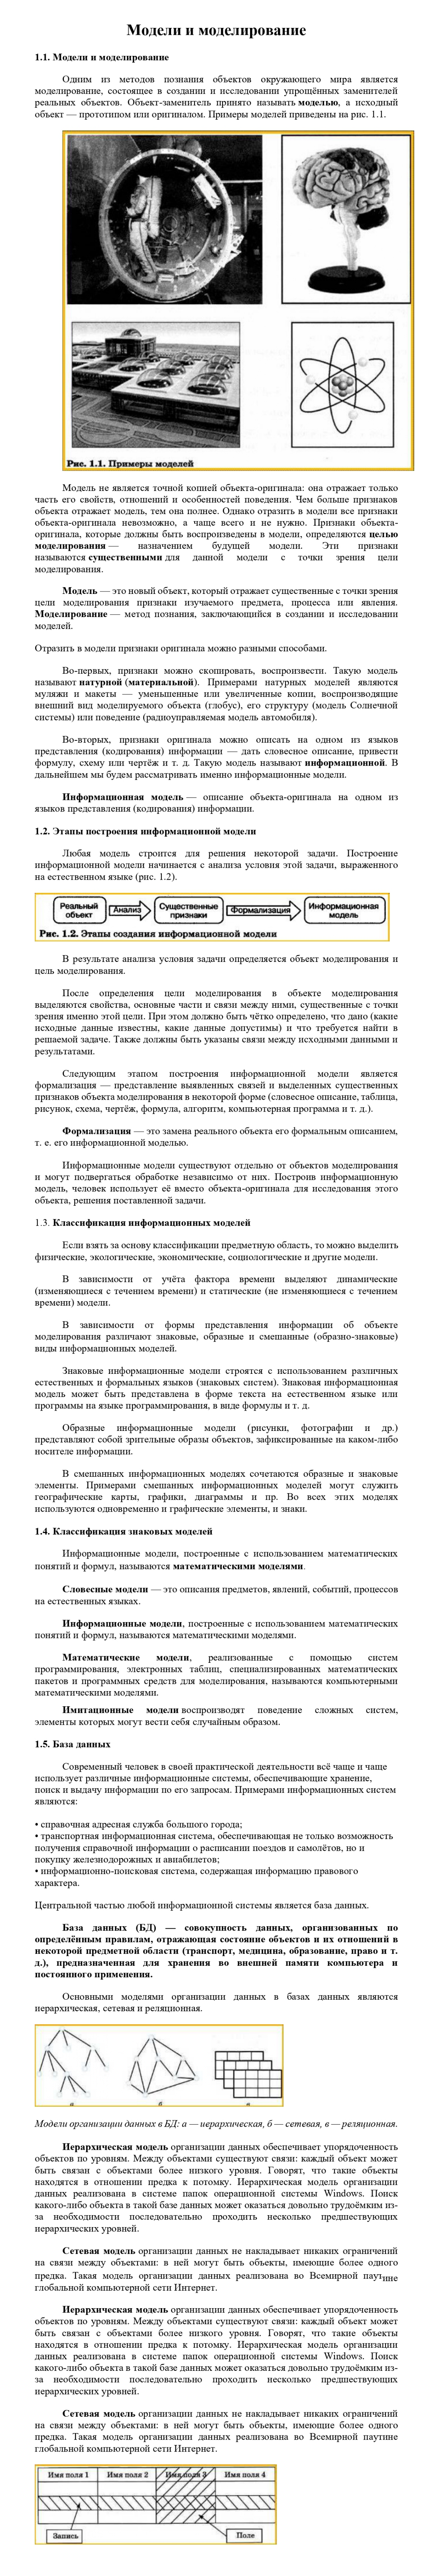 Модели и моделирование
1.1. Модели и моделирование
Одним из методов познания объектов окружающего мира является
моделирование, состоящее в создании и исследовании упрощённых заменителей
реальных объектов. Объект-заменитель принято называть моделью, а исходный
объект — прототипом или оригиналом. Примеры моделей приведены на рис. 1.1.
Рис. 1.1. Примеры моделей
Модель не является точной копией объекта-оригинала: она отражает только
часть его свойств, отношений и особенностей поведения. Чем больше признаков
объекта отражает модель, тем она полнее. Однако отразить в модели все признаки
объекта-оригинала невозможно, а чаще всего и не нужно. Признаки объекта-
оригинала, которые должны быть воспроизведены в модели, определяются целью
моделирования — назначением будущей модели. Эти признаки
называются существенными для данной модели с точки зрения цели
моделирования.
Модель — это новый объект, который отражает существенные с точки зрения
цели моделирования признаки изучаемого предмета, процесса или явления.
Моделирование — метод познания, заключающийся в создании и исследовании
моделей.
Отразить в модели признаки оригинала можно разными способами.
Во-первых, признаки можно скопировать, воспроизвести. Такую модель
называют натурной (материальной). Примерами натурных моделей являются
муляжи и макеты — уменьшенные или увеличенные копии, воспроизводящие
внешний вид моделируемого объекта (глобус), его структуру (модель Солнечной
системы) или поведение (радиоуправляемая модель автомобиля).
Во-вторых, признаки оригинала можно описать на одном из языков
представления (кодирования) информации — дать словесное описание, привести
формулу, схему или чертёж и т. д. Такую модель называют информационной. В
дальнейшем мы будем рассматривать именно информационные модели.
Информационная модель — описание объекта-оригинала на одном из
языков представления (кодирования) информации.
1.2. Этапы построения информационной модели
Любая модель строится для решения некоторой задачи. Построение
информационной модели начинается с анализа условия этой задачи, выраженного
на естественном языке (рис. 1.2).
Реальный объект Анализ Существенные признаки Формализация Информационная модель
Рис. 1.2. Этапы создания информационной модели
В результате анализа условия задачи определяется объект моделирования и
цель моделирования.
После определения цели моделирования в объекте моделирования
выделяются свойства, основные части и связи между ними, существенные с точки
зрения именно этой цели. При этом должно быть чётко определено, что дано (какие
исходные данные известны, какие данные допустимы) и что требуется найти в
решаемой задаче. Также должны быть указаны связи между исходными данными и
результатами.
Следующим этапом построения информационной модели является
формализация — представление выявленных связей и выделенных существенных
признаков объекта моделирования в некоторой форме (словесное описание, таблица,
рисунок, схема, чертёж, формула, алгоритм, компьютерная программа и т. д.).
Формализация — это замена реального объекта его формальным описанием,
т. е. его информационной моделью.
Информационные модели существуют отдельно от объектов моделирования
и могут подвергаться обработке независимо от них. Построив информационную
модель, человек использует её вместо объекта-оригинала для исследования этого
объекта, решения поставленной задачи.
1.3. Классификация информационных моделей
Если взять за основу классификации предметную область, то можно выделить
физические, экологические, экономические, социологические и другие модели.
В зависимости от учёта фактора времени выделяют динамические
(изменяющиеся с течением времени) и статические (не изменяющиеся с течением
времени) модели.
В зависимости от формы представления информации об объекте
моделирования различают знаковые, образные и смешанные (образно-знаковые)
виды информационных моделей.
Знаковые информационные модели строятся с использованием различных
естественных и формальных языков (знаковых систем). Знаковая информационная
модель может быть представлена в форме текста на естественном языке или
программы на языке программирования, в виде формулы и т. д.
Образные информационные модели (рисунки, фотографии и др.)
представляют собой зрительные образы объектов, зафиксированные на каком-либо
носителе информации.
В смешанных информационных моделях сочетаются образные и знаковые
элементы. Примерами смешанных информационных моделей могут служить
географические карты, графики, диаграммы и пр. Во всех этих моделях
используются одновременно и графические элементы, и знаки.
1.4. Классификация знаковых моделей
Информационные модели, построенные с использованием математических
понятий и формул, называются математическими моделями.
Словесные модели — это описания предметов, явлений, событий, процессов
на естественных языках.
Информационные модели, построенные с использованием математических
понятий и формул, называются математическими моделями.
Математические модели, реализованные с помощью систем
программирования, электронных таблиц, специализированных математических
пакетов и программных средств для моделирования, называются компьютерными
математическими моделями.
Имитационные модели воспроизводят поведение сложных систем,
элементы которых могут вести себя случайным образом.
1.5. База данных
Современный человек в своей практической деятельности всё чаще и чаще
использует различные информационные системы, обеспечивающие хранение,
поиск и выдачу информации по его запросам. Примерами информационных систем
являются:
• справочная адресная служба большого города;
• транспортная информационная система, обеспечивающая не только возможность
получения справочной информации о расписании поездов и самолётов, но и
покупку железнодорожных и авиабилетов;
• информационно-поисковая система, содержащая информацию правового
характера.
Центральной частью любой информационной системы является база данных.
База данных (БД) — совокупность данных, организованных по
определённым правилам, отражающая состояние объектов и их отношений в
некоторой предметной области (транспорт, медицина, образование, право и т.
д.), предназначенная для хранения во внешней памяти компьютера и
постоянного применения.
Основными моделями организации данных в базах данных являются
иерархическая, сетевая и реляционная.
а б в
Модели организации данных в БД: а — иерархическая, б — сетевая, в — реляционная.
Иерархическая модель организации данных обеспечивает упорядоченность
объектов по уровням. Между объектами существуют связи: каждый объект может
быть связан с объектами более низкого уровня. Говорят, что такие объекты
находятся в отношении предка к потомку. Иерархическая модель организации
данных реализована в системе папок операционной системы Windows. Поиск
какого-либо объекта в такой базе данных может оказаться довольно трудоёмким из-
за необходимости последовательно проходить несколько предшествующих
иерархических уровней.
Сетевая модель организации данных не накладывает никаких ограничений
на связи между объектами: в ней могут быть объекты, имеющие более одного
предка. Такая модель организации данных реализована во Всемирной паутине
глобальной компьютерной сети Интернет.
Иерархическая модель организации данных обеспечивает упорядоченность
объектов по уровням. Между объектами существуют связи: каждый объект может
быть связан с объектами более низкого уровня. Говорят, что такие объекты
находятся в отношении предка к потомку. Иерархическая модель организации
данных реализована в системе папок операционной системы Windows. Поиск
какого-либо объекта в такой базе данных может оказаться довольно трудоёмким из-
за необходимости последовательно проходить несколько предшествующих
иерархических уровней.
Сетевая модель организации данных не накладывает никаких ограничений
на связи между объектами: в ней могут быть объекты, имеющие более одного
предка. Такая модель организации данных реализована во Всемирной паутине
глобальной компьютерной сети Интернет.
Имя поля 1 Имя поля 2 Имя поля 3 Имя поля 4
Запись Поле